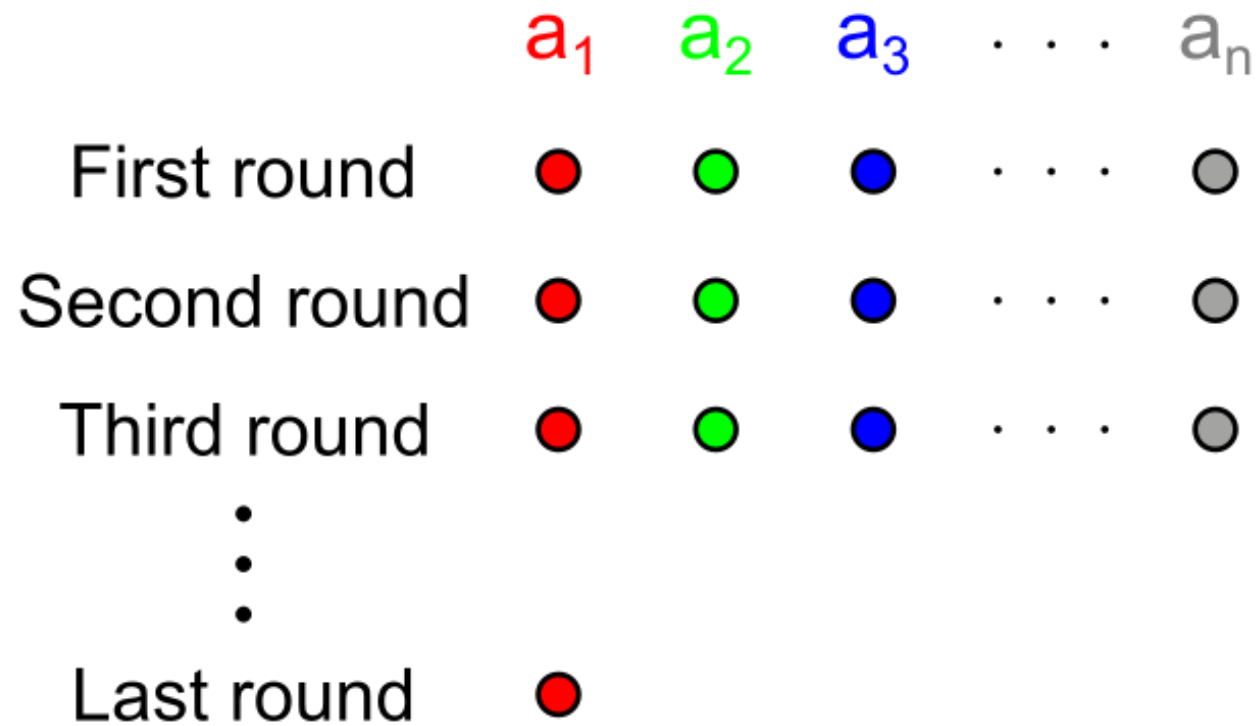 a₁ a₂ a₃ · · · aₙ
First round · · ·
Second round · · ·
Third round · · ·
Last round